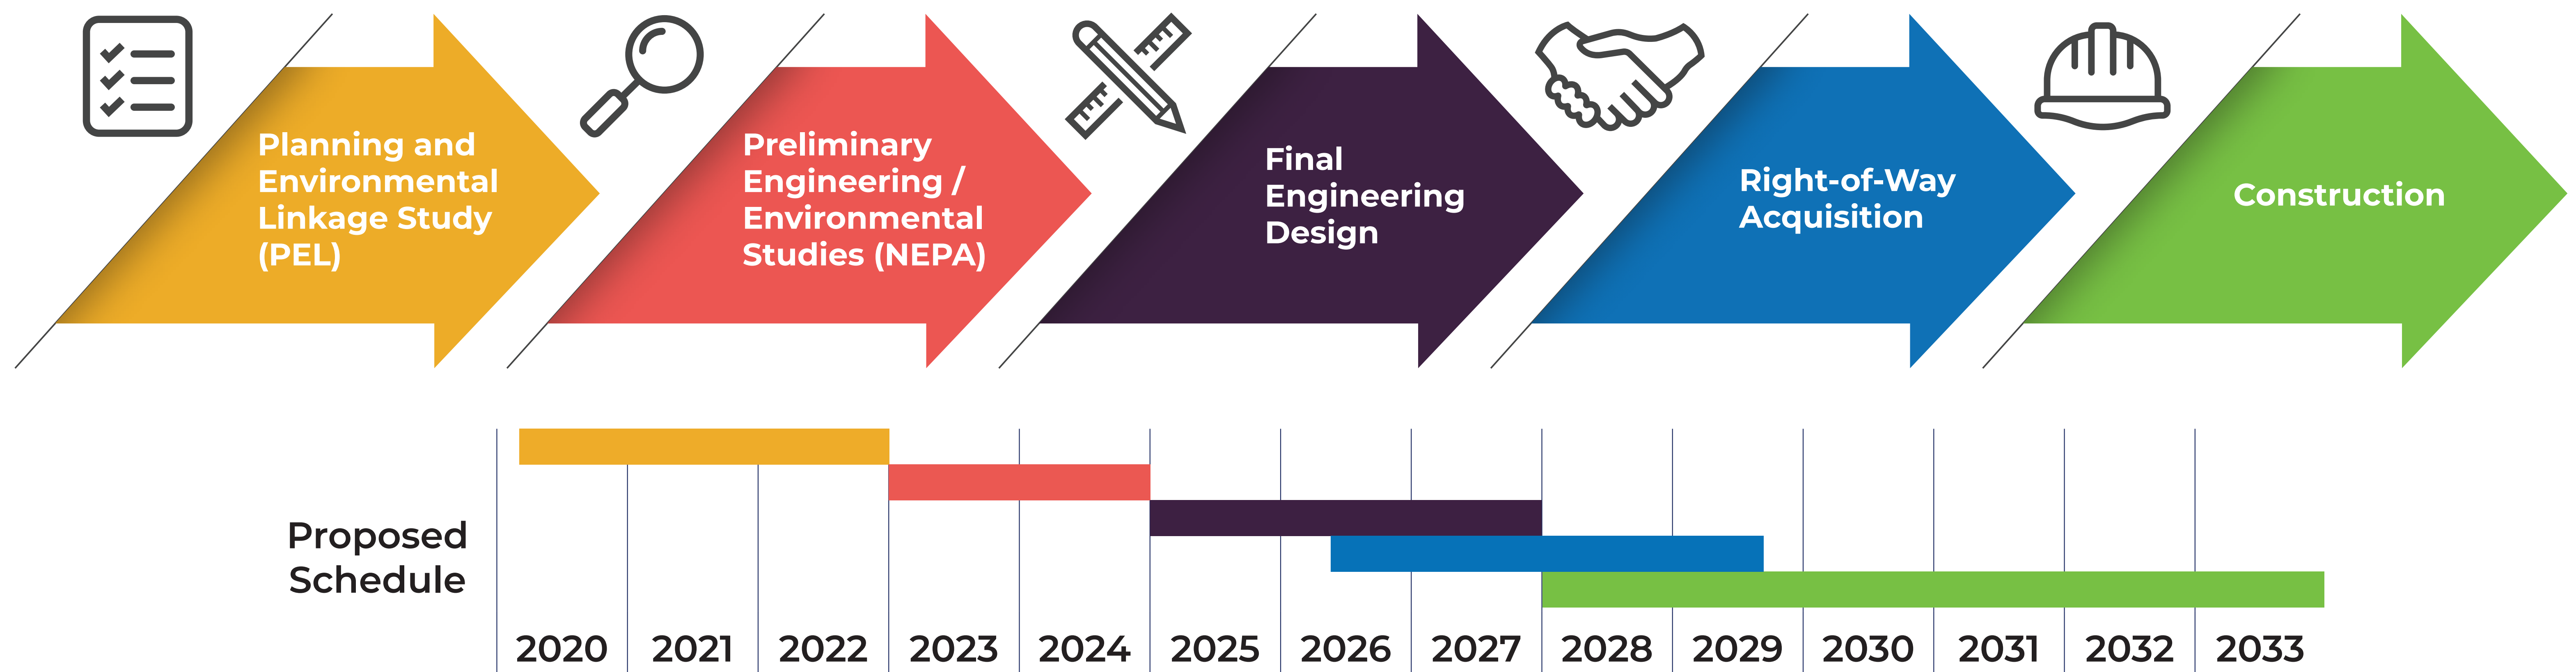 Planning and
Environmental
Linkage Study
(PEL)
Preliminary
Engineering /
Environmental
Studies (NEPA)
Final
Engineering
Design
Right-of-Way
Acquisition
Construction
Proposed
Schedule
2020 2021 2022 2023 2024 2025 2026 2027 2028 2029 2030 2031 2032 2033